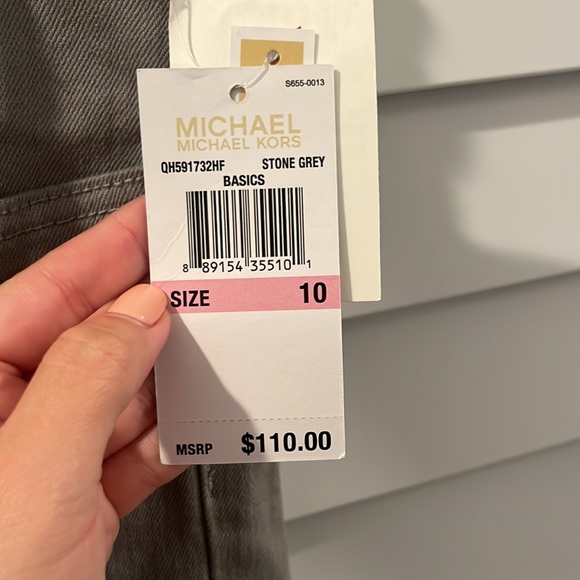 S655-0013
MICHAEL
MICHAEL KORS
QH591732HF STONE GREY
BASICS
8 89154 35510 1
SIZE 10
MSRP $110.00